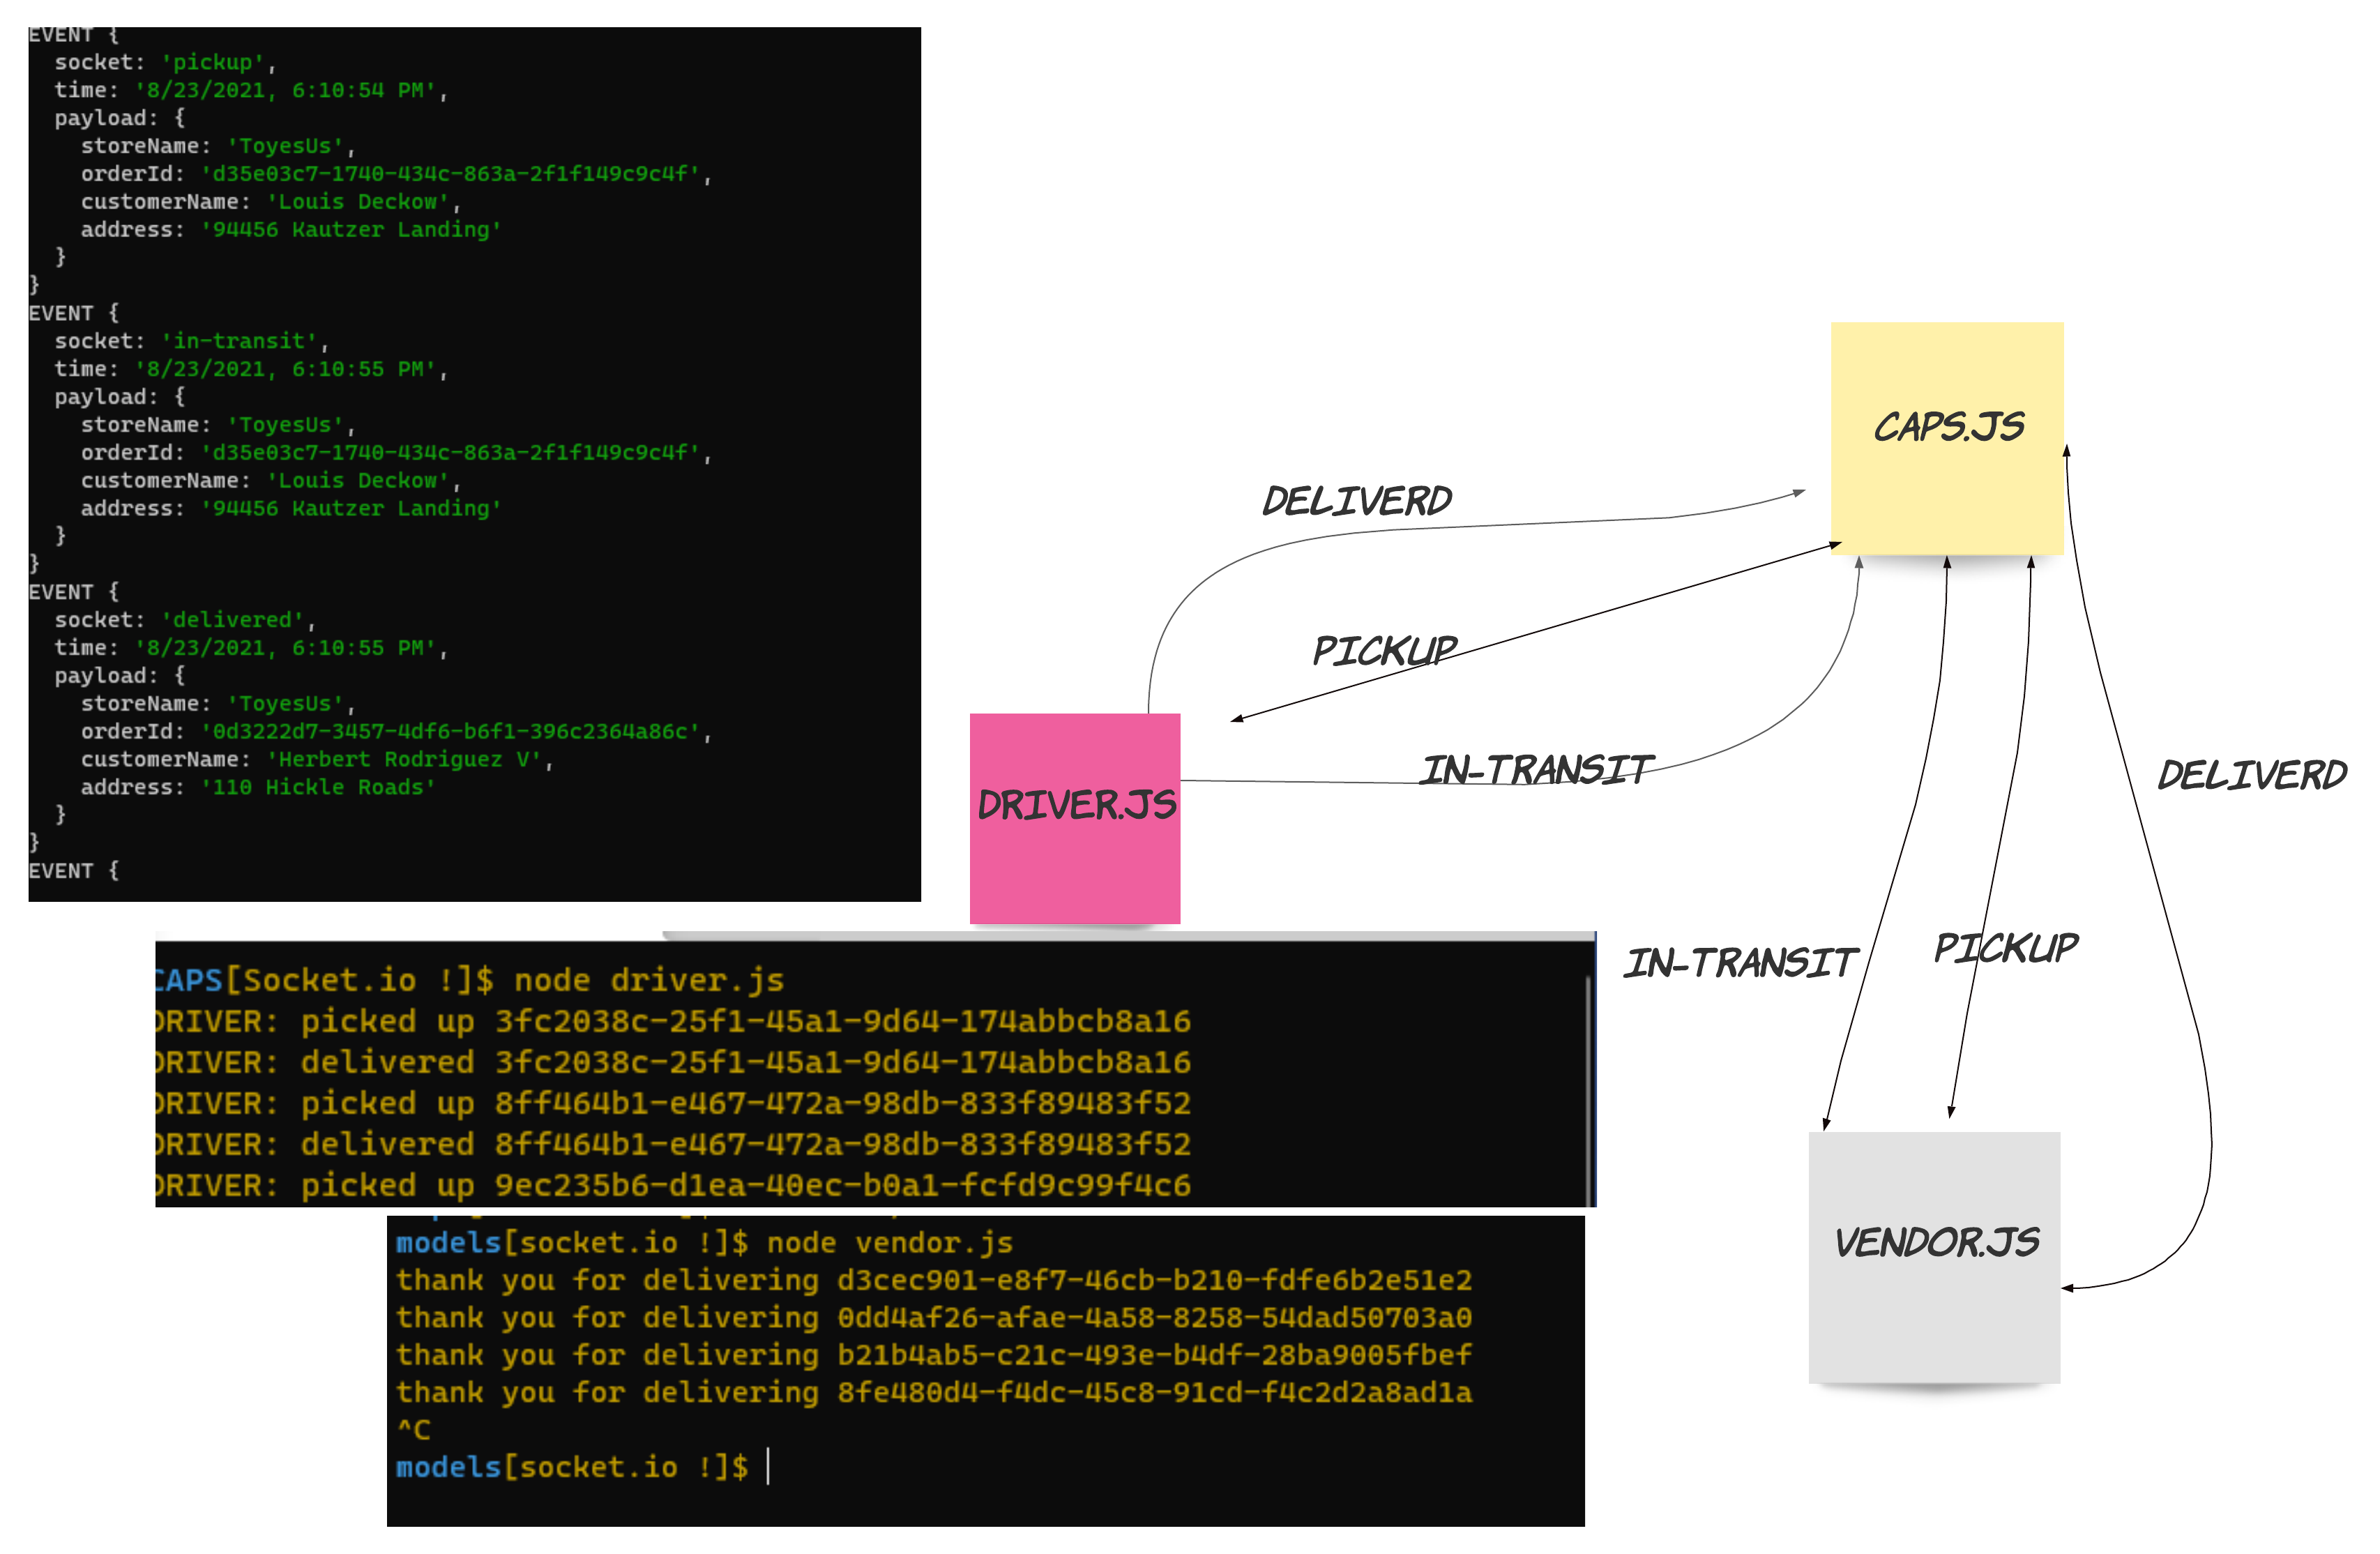 EVENT {
socket: 'pickup',
time: '8/23/2021, 6:10:54 PM',
payload: {
storeName: 'ToyesUs',
orderId: 'd35e03c7-1740-434c-863a-2f1f149c9c4f',
customerName: 'Louis Deckow',
address: '94456 Kautzer Landing'
}
}
EVENT {
socket: 'in-transit',
time: '8/23/2021, 6:10:55 PM',
payload: {
storeName: 'ToyesUs',
orderId: 'd35e03c7-1740-434c-863a-2f1f149c9c4f',
customerName: 'Louis Deckow',
address: '94456 Kautzer Landing'
}
}
EVENT {
socket: 'delivered',
time: '8/23/2021, 6:10:55 PM',
payload: {
storeName: 'ToyesUs',
orderId: '0d3222d7-3457-4df6-b6f1-396c2364a86c',
customerName: 'Herbert Rodriguez V',
address: '110 Hickle Roads'
}
}
EVENT {
CAPS.JS
DELIVERD
PICKUP
IN-TRANSIT
DRIVER.JS
DELIVERD
IN-TRANSIT
PICKUP
VENDOR.JS
CAPS[Socket.io !]$ node driver.js
DRIVER: picked up 3fc2038c-25f1-45a1-9d64-174abbcb8a16
DRIVER: delivered 3fc2038c-25f1-45a1-9d64-174abbcb8a16
DRIVER: picked up 8ff464b1-e467-472a-98db-833f89483f52
DRIVER: delivered 8ff464b1-e467-472a-98db-833f89483f52
DRIVER: picked up 9ec235b6-d1ea-40ec-b0a1-fcfd9c99f4c6
models[socket.io !]$ node vendor.js
thank you for delivering d3cec901-e8f7-46cb-b210-fdfe6b2e51e2
thank you for delivering 0dd4af26-afae-4a58-8258-54dad50703a0
thank you for delivering b21b4ab5-c21c-493e-b4df-28ba9005fbef
thank you for delivering 8fe480d4-f4dc-45c8-91cd-f4c2d2a8ad1a
^C
models[socket.io !]$